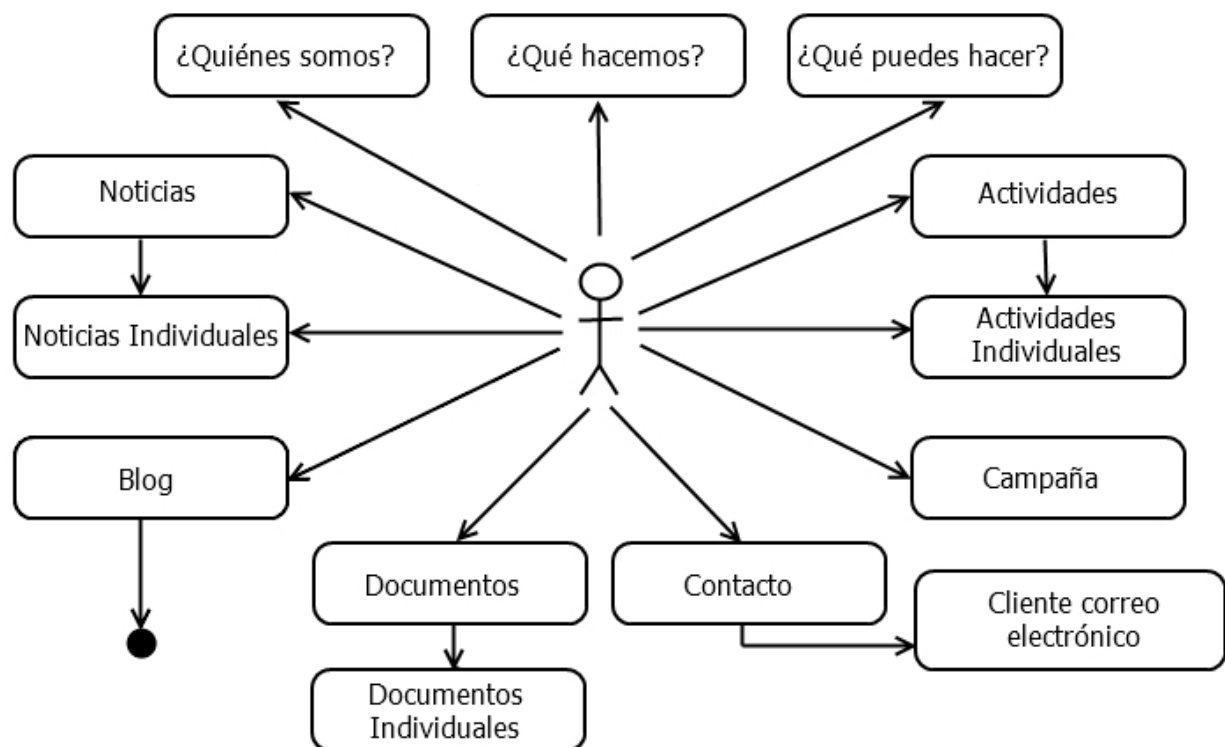 ¿Quiénes somos?
¿Qué hacemos?
¿Qué puedes hacer?
Noticias
Actividades
Noticias Individuales
Actividades
Individuales
Blog
Campaña
Documentos
Contacto
Cliente correo
electrónico
Documentos
Individuales